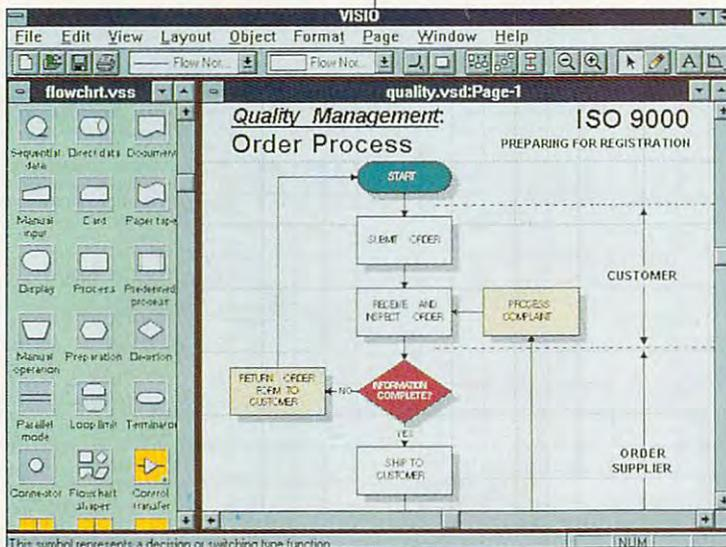 VISIO
File Edit View Layout Object Format Page Window Help
Flow Nor... Flow Nor... A
flowchrt.vss
quality.vsd:Page-1
Sequential data
Direct data
Document
Manual input
Card
Paper tape
Display
Process
Predefined process
Manual operation
Preparation
Decision
Parallel mode
Loop limit
Terminator
Connector
Flowchart shapes
Control transfer
Quality Management:
Order Process
ISO 9000
PREPARING FOR REGISTRATION
START
SUBMIT ORDER
RECEIVE AND
INSPECT ORDER
PROCESS
COMPLAINT
CUSTOMER
RETURN ORDER
FORM TO
CUSTOMER
NO
INFORMATION
COMPLETE?
YES
SHIP TO
CUSTOMER
ORDER
SUPPLIER
This symbol represents a decision or switching type function
NUM